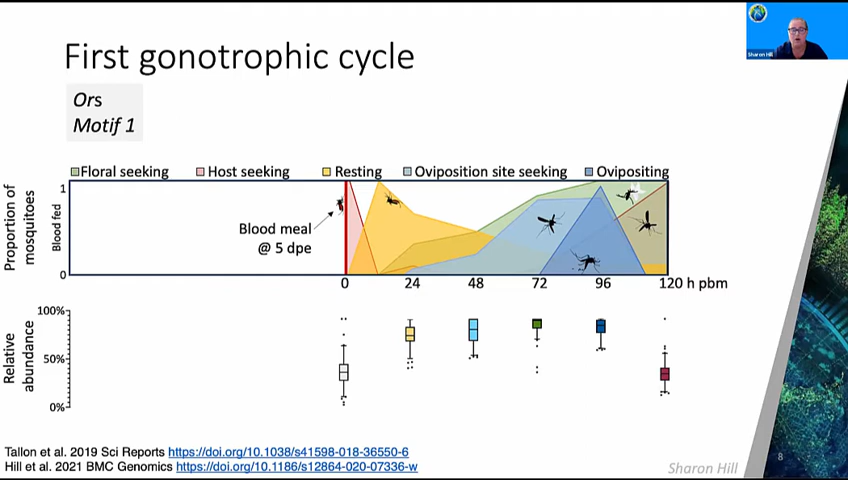 Sharon Hill
First gonotrophic cycle
Ors
Motif 1
Floral seeking Host seeking Resting Oviposition site seeking Ovipositing
Proportion of
mosquitoes
Blood fed
1
0
Blood meal
@ 5 dpe
0 24 48 72 96 120 h pbm
Relative
abundance
100%
50%
0%
Tallon et al. 2019 Sci Reports https://doi.org/10.1038/s41598-018-36550-6
Hill et al. 2021 BMC Genomics https://doi.org/10.1186/s12864-020-07336-w
Sharon Hill
8